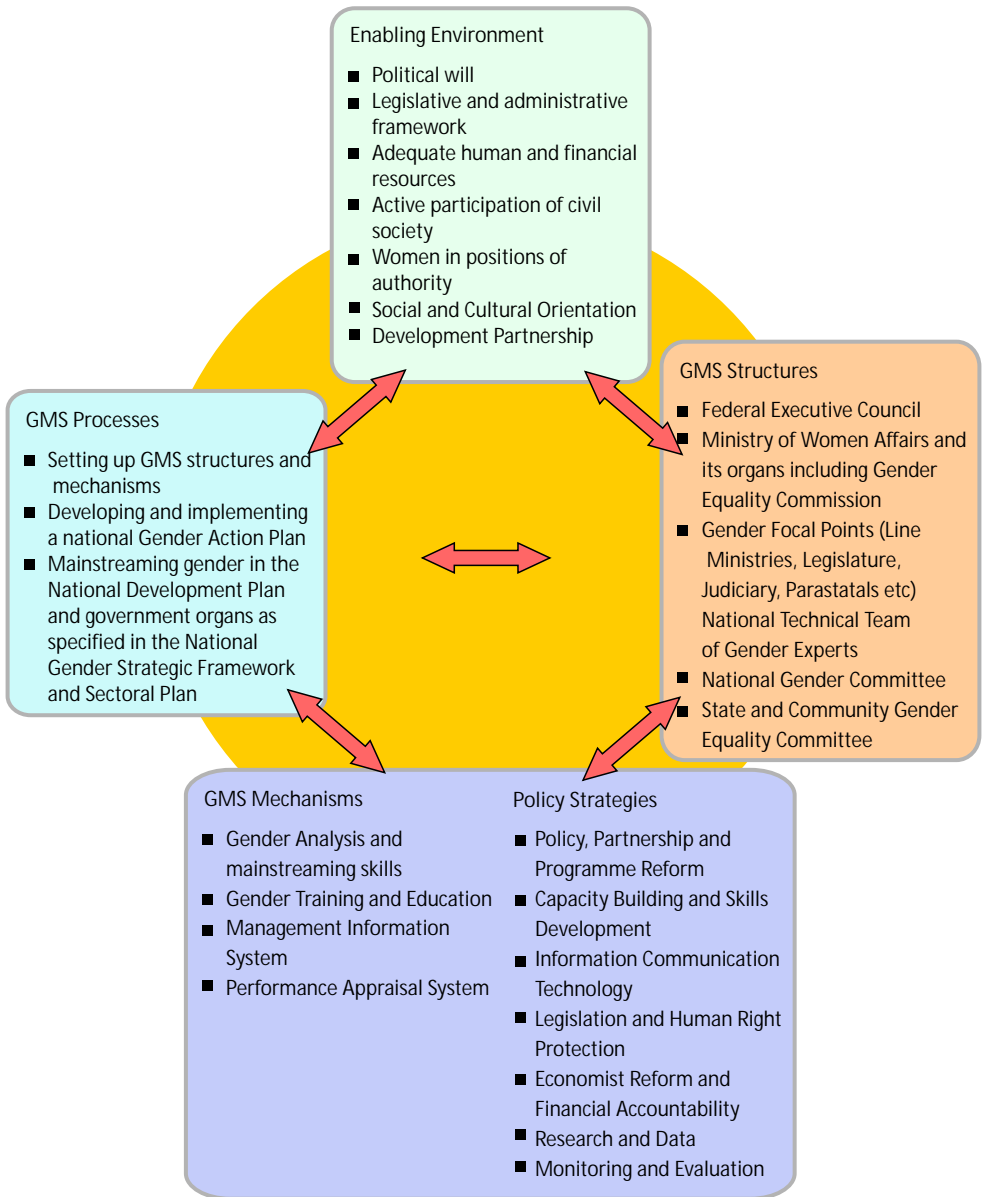 Enabling Environment
■ Political will
■ Legislative and administrative
framework
■ Adequate human and financial
resources
■ Active participation of civil
society
■ Women in positions of
authority
■ Social and Cultural Orientation
■ Development Partnership
GMS Processes
■ Setting up GMS structures and
mechanisms
■ Developing and implementing
a national Gender Action Plan
■ Mainstreaming gender in the
National Development Plan
and government organs as
specified in the National
Gender Strategic Framework
and Sectoral Plan
GMS Structures
■ Federal Executive Council
■ Ministry of Women Affairs and
its organs including Gender
Equality Commission
■ Gender Focal Points (Line
Ministries, Legislature,
Judiciary, Parastatals etc)
National Technical Team
of Gender Experts
■ National Gender Committee
■ State and Community Gender
Equality Committee
GMS Mechanisms
■ Gender Analysis and
mainstreaming skills
■ Gender Training and Education
■ Management Information
System
■ Performance Appraisal System
Policy Strategies
■ Policy, Partnership and
Programme Reform
■ Capacity Building and Skills
Development
■ Information Communication
Technology
■ Legislation and Human Right
Protection
■ Economist Reform and
Financial Accountability
■ Research and Data
■ Monitoring and Evaluation